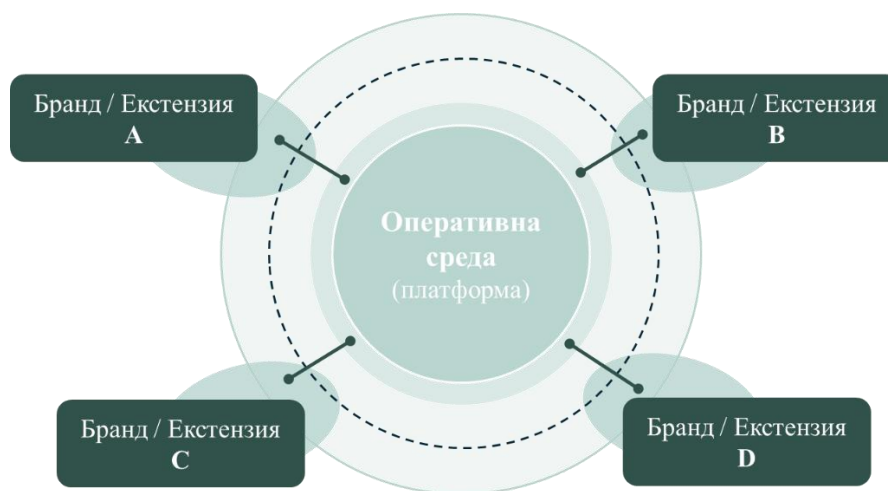 Бранд / Екстензия
A
Бранд / Екстензия
B
Оперативна
среда
(платформа)
Бранд / Екстензия
C
Бранд / Екстензия
D